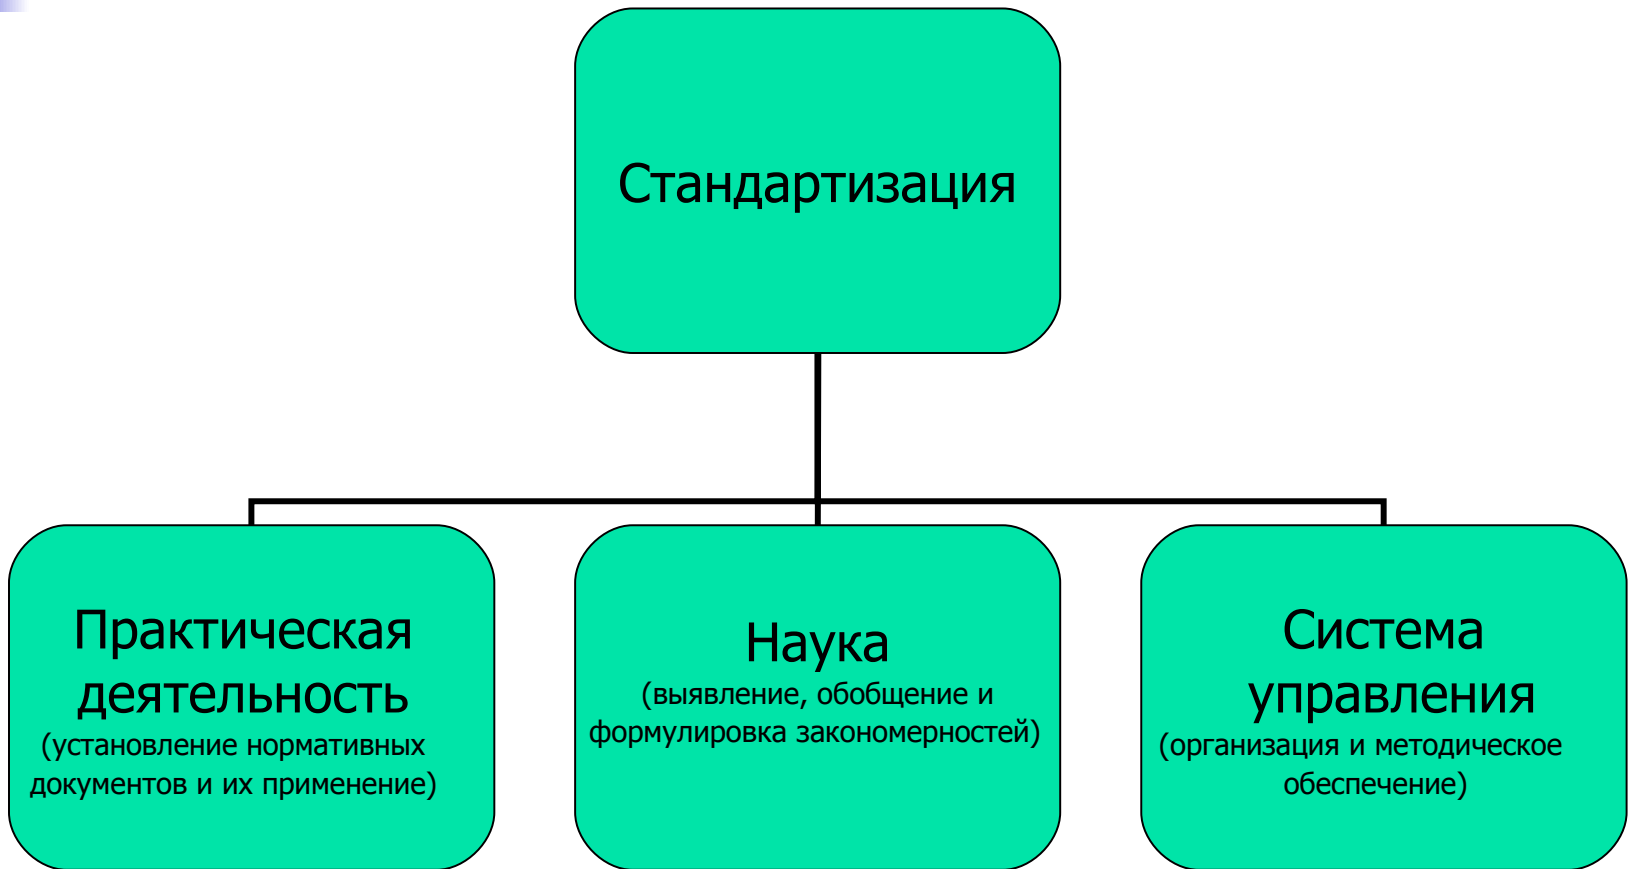 Стандартизация
Практическая
деятельность
(установление нормативных
документов и их применение)
Наука
(выявление, обобщение и
формулировка закономерностей)
Система
управления
(организация и методическое
обеспечение)